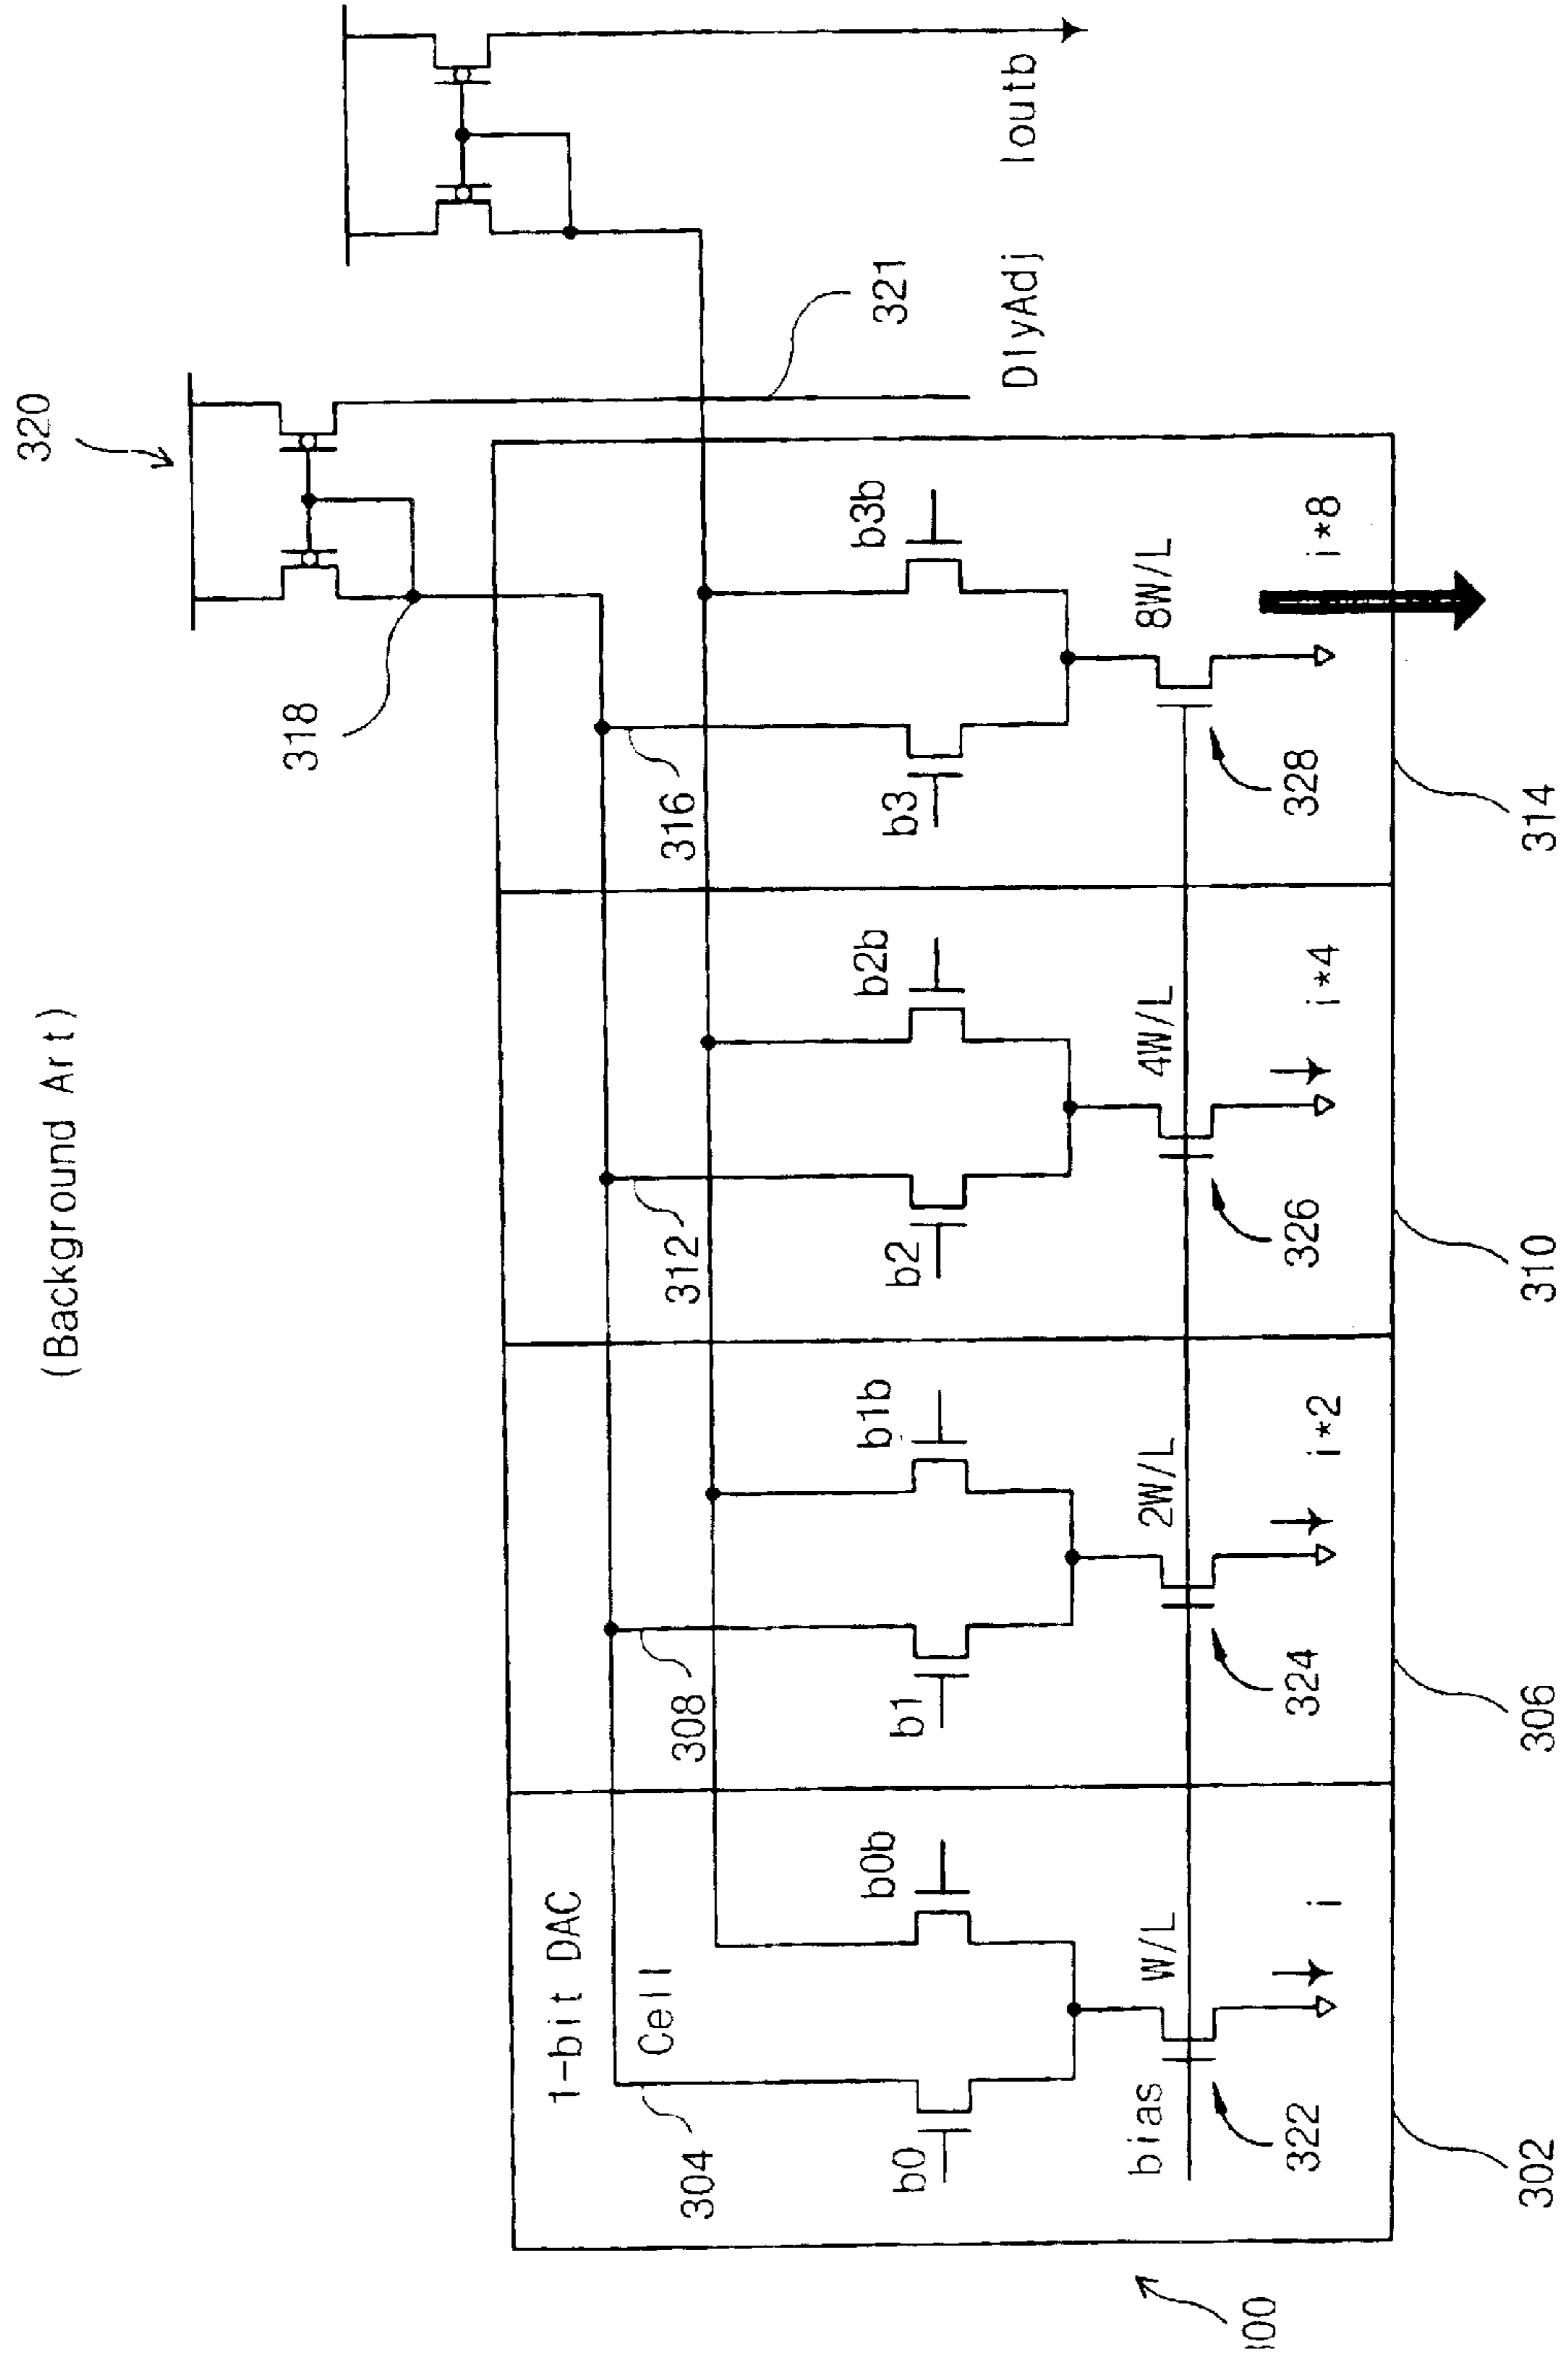 (Background Art)
320
318
321
DlyAdj
Ioutb
1-bit DAC
Cell
304
308
312
316
b0
b0b
b1
b1b
b2
b2b
b3
b3b
bias
W/L
2W/L
4W/L
8W/L
322
i
324
i*2
326
i*4
328
i*8
302
306
310
314